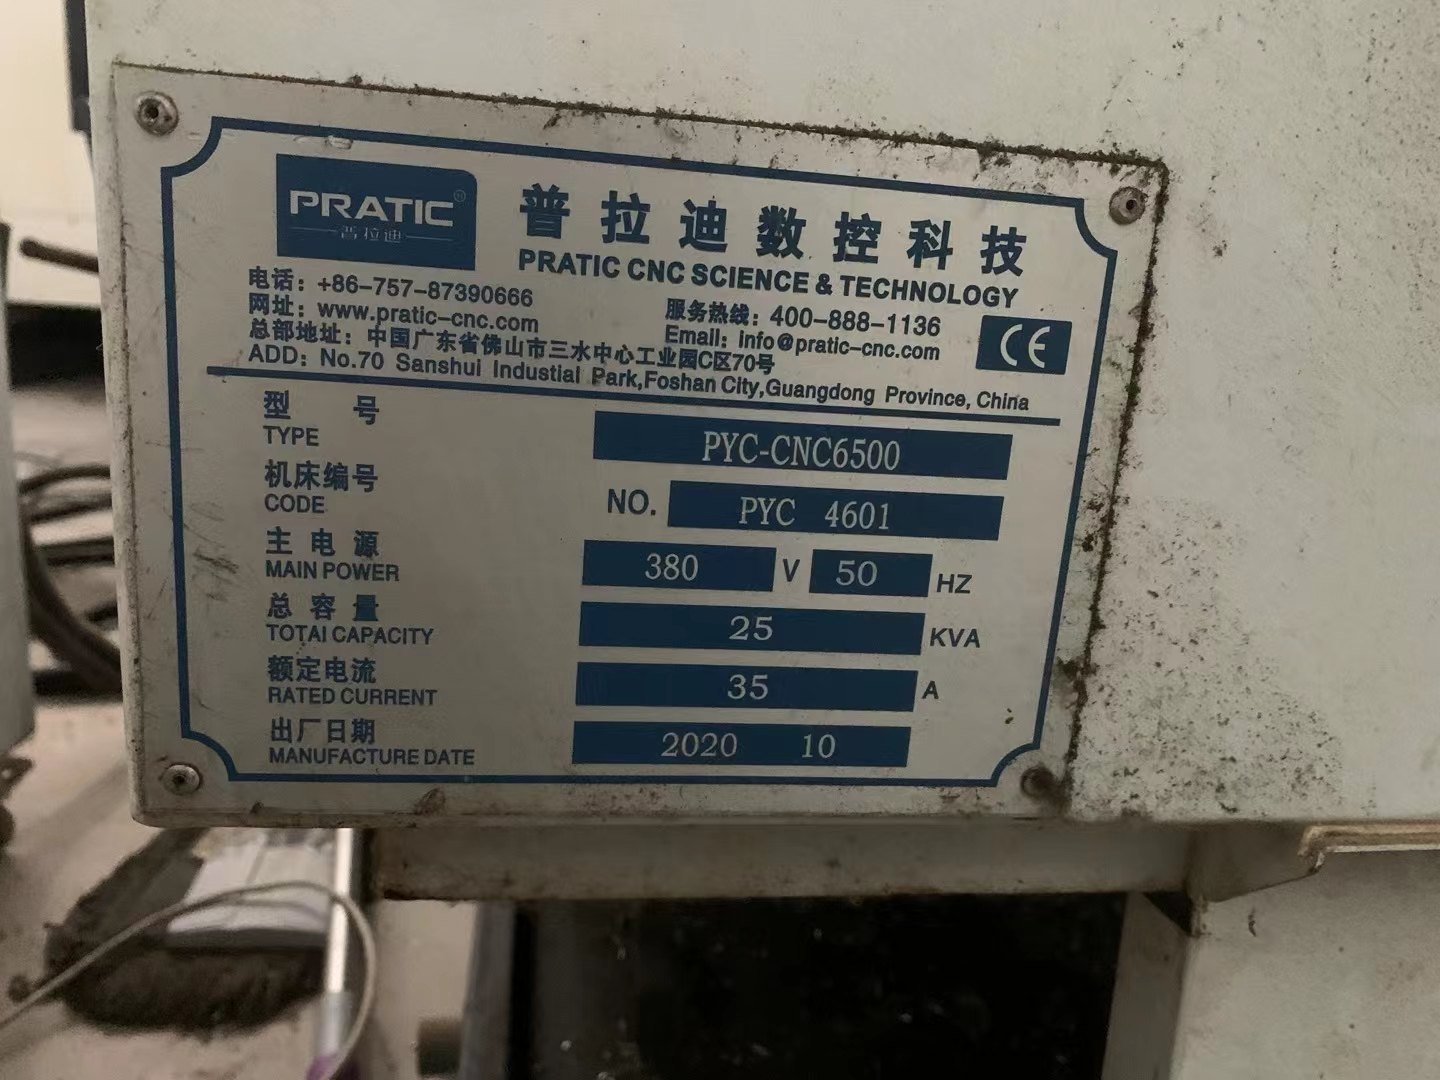 PRATIC®
普拉迪
普拉迪数控科技
PRATIC CNC SCIENCE & TECHNOLOGY
电话：+86-757-87390666
服务热线：400-888-1136
网址：www.pratic-cnc.com
Email：info@pratic-cnc.com
总部地址：中国广东省佛山市三水中心工业园C区70号
ADD：No.70 Sanshui Industial Park,Foshan City,Guangdong Province, China
CE
型号
TYPE
PYC-CNC6500
机床编号
CODE
NO. PYC 4601
主电源
MAIN POWER
380 V 50 HZ
总容量
TOTAI CAPACITY
25 KVA
额定电流
RATED CURRENT
35 A
出厂日期
MANUFACTURE DATE
2020 10